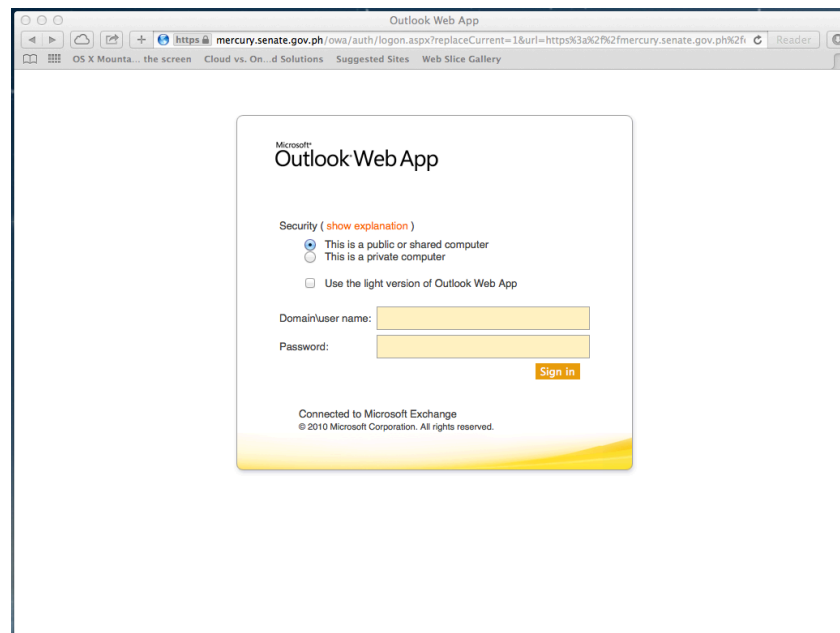 Outlook Web App
https mercury.senate.gov.ph/owa/auth/logon.aspx?replaceCurrent=1&url=https%3a%2f%2fmercury.senate.gov.ph%2f Reader
OS X Mounta... the screen Cloud vs. On...d Solutions Suggested Sites Web Slice Gallery
Microsoft®
Outlook Web App
Security ( show explanation )
This is a public or shared computer
This is a private computer
Use the light version of Outlook Web App
Domain\user name:
Password:
Sign in
Connected to Microsoft Exchange
© 2010 Microsoft Corporation. All rights reserved.